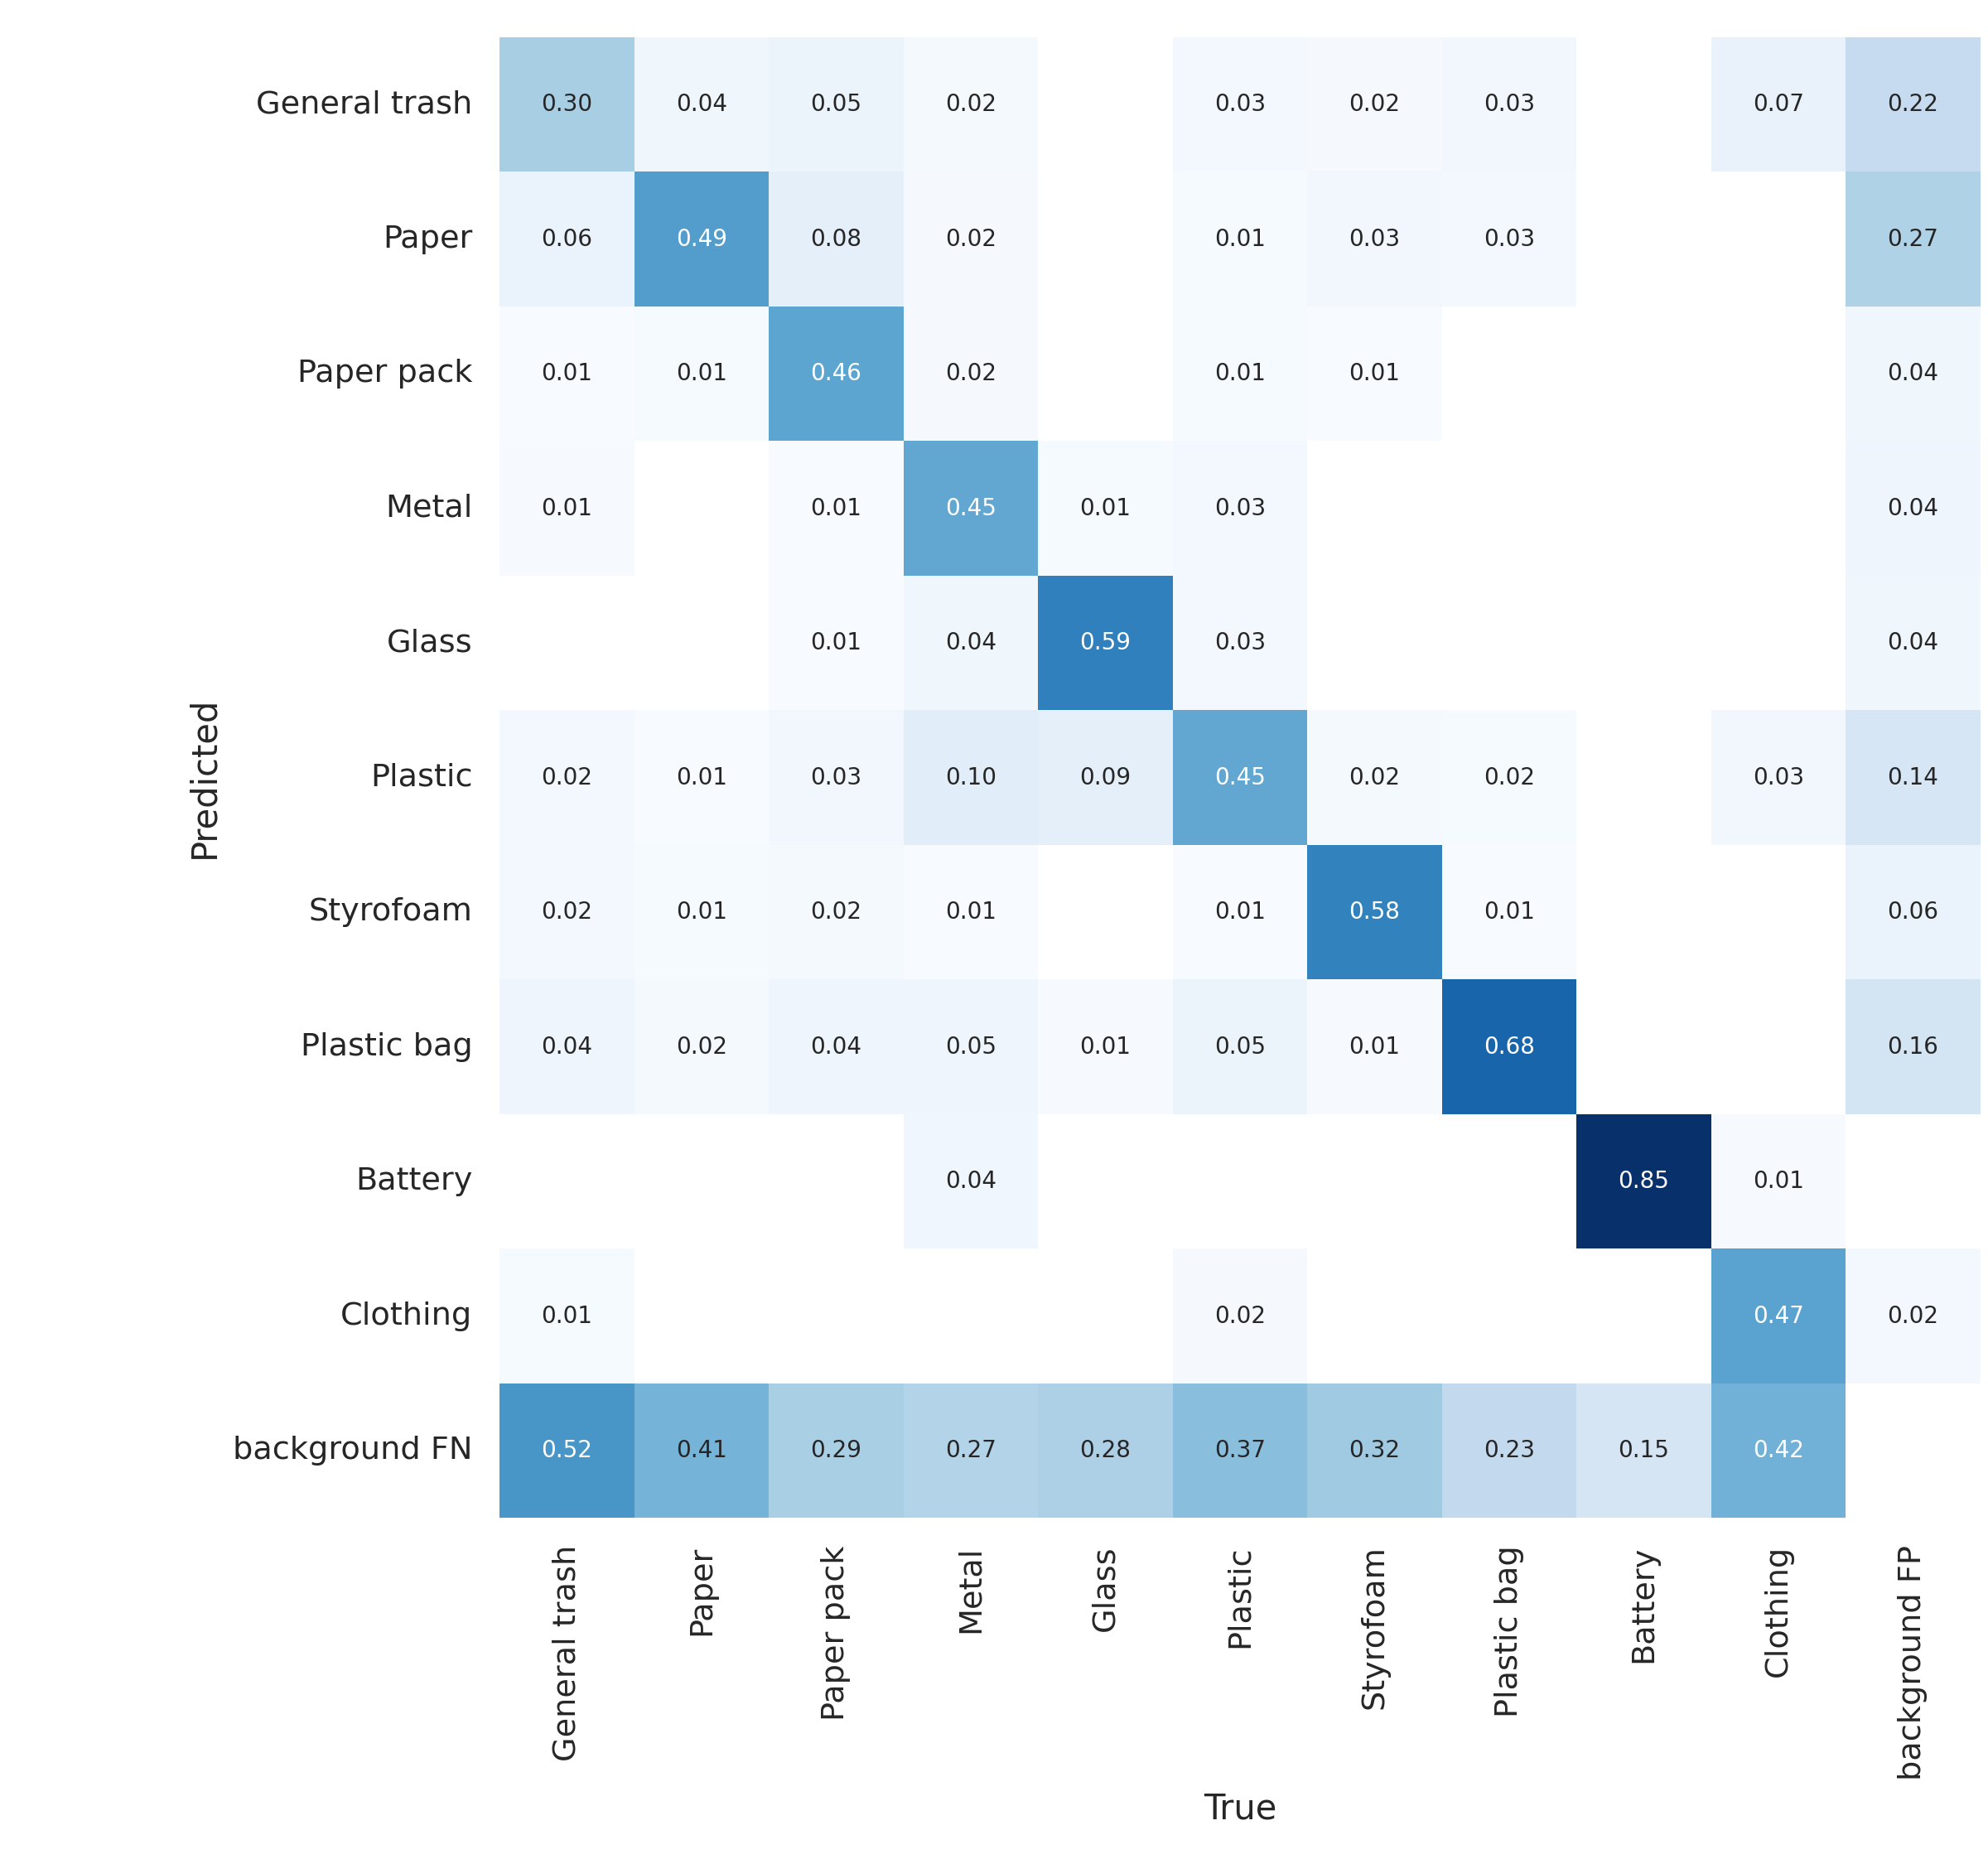 General trash 0.30 0.04 0.05 0.02 0.03 0.02 0.03 0.07 0.22
Paper 0.06 0.49 0.08 0.02 0.01 0.03 0.03 0.27
Paper pack 0.01 0.01 0.46 0.02 0.01 0.01 0.04
Metal 0.01 0.01 0.45 0.01 0.03 0.04
Glass 0.01 0.04 0.59 0.03 0.04
Predicted
Plastic 0.02 0.01 0.03 0.10 0.09 0.45 0.02 0.02 0.03 0.14
Styrofoam 0.02 0.01 0.02 0.01 0.01 0.58 0.01 0.06
Plastic bag 0.04 0.02 0.04 0.05 0.01 0.05 0.01 0.68 0.16
Battery 0.04 0.85 0.01
Clothing 0.01 0.02 0.47 0.02
background FN 0.52 0.41 0.29 0.27 0.28 0.37 0.32 0.23 0.15 0.42
General trash
Paper
Paper pack
Metal
Glass
Plastic
Styrofoam
Plastic bag
Battery
Clothing
background FP
True